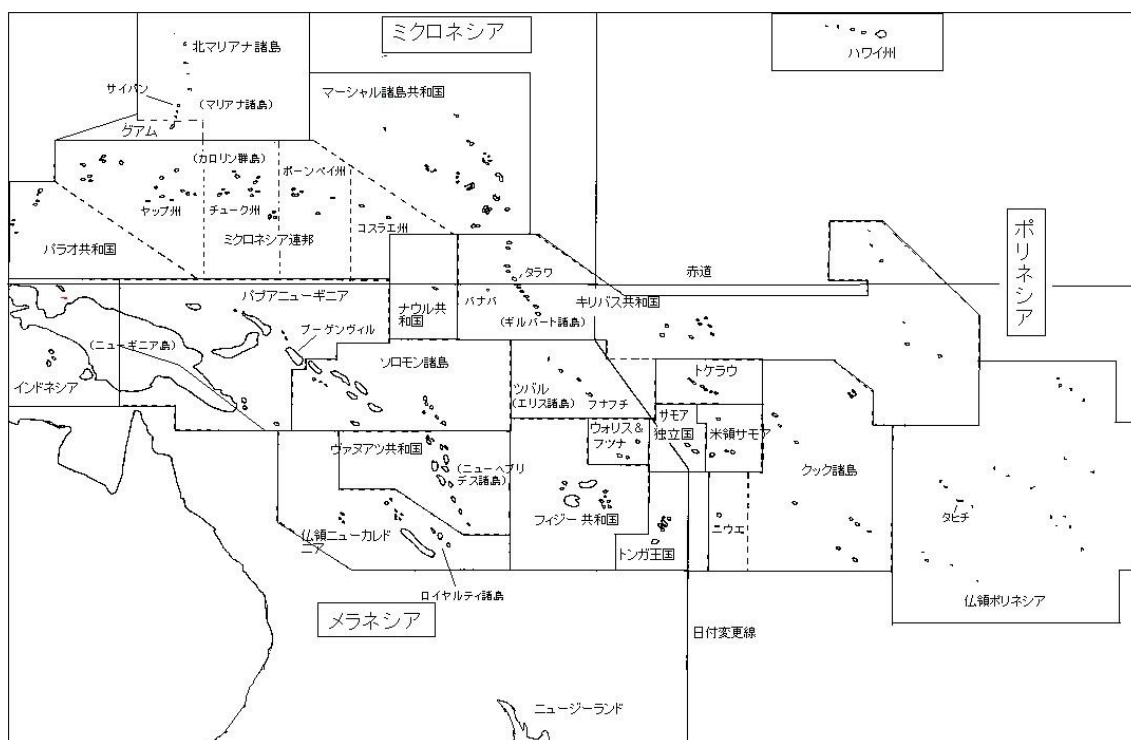 ミクロネシア
ハワイ州
北マリアナ諸島
サイパン
(マリアナ諸島)
グアム
マーシャル諸島共和国
(カロリン群島)
ポーンペイ州
ヤップ州
チューク州
コスラエ州
パラオ共和国
ミクロネシア連邦
ポリネシア
赤道
タラワ
バナバ
キリバス共和国
(ギルバート諸島)
ナウル共
和国
パプアニューギニア
ブーゲンヴィル
(ニューギニア島)
インドネシア
ソロモン諸島
ツバル
(エリス諸島)
フナフチ
トケラウ
サモア
独立国
米領サモア
ウォリス&
フツナ
クック諸島
ヴァヌアツ共和国
(ニューヘブリ
デス諸島)
フィジー共和国
ニウエ
タヒチ
仏領ニューカレド
ニア
トンガ王国
ロイヤルティ諸島
仏領ポリネシア
メラネシア
日付変更線
ニュージーランド